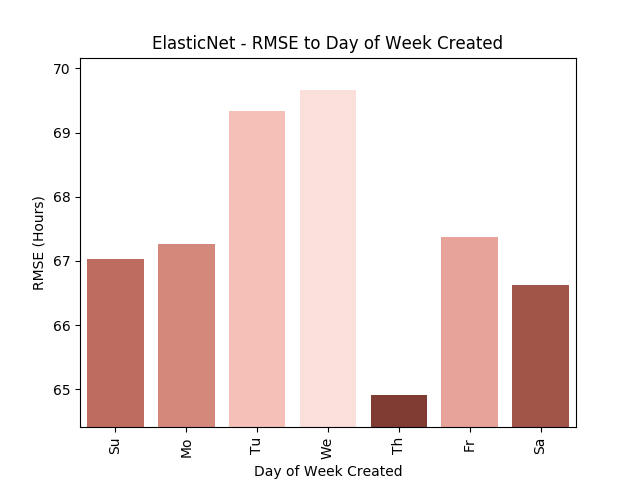 ElasticNet - RMSE to Day of Week Created
70
69
68
67
66
65
RMSE (Hours)
Su
Mo
Tu
We
Th
Fr
Sa
Day of Week Created